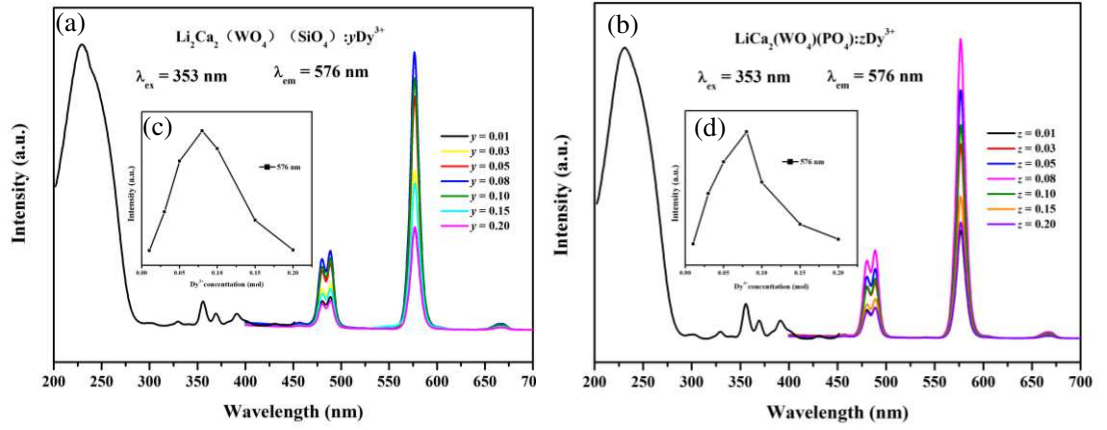 (a)
Li₂Ca₂（WO₄）（SiO₄）:yDy³⁺
λex = 353 nm λem = 576 nm
(c)
576 nm
Intensity (a.u.)
0.00 0.05 0.10 0.15 0.20
Dy³⁺ concenttation (mol)
y = 0.01
y = 0.03
y = 0.05
y = 0.08
y = 0.10
y = 0.15
y = 0.20
Intensity (a.u.)
200 250 300 350 400 450 500 550 600 650 700
Wavelength (nm)
(b)
LiCa₂(WO₄)(PO₄):zDy³⁺
λex = 353 nm λem = 576 nm
(d)
576 nm
Intensity (a.u.)
0.00 0.05 0.10 0.15 0.20
Dy³⁺ concenttation (mol)
z = 0.01
z = 0.03
z = 0.05
z = 0.08
z = 0.10
z = 0.15
z = 0.20
Intensity (a.u.)
200 250 300 350 400 450 500 550 600 650 700
Wavelength (nm)